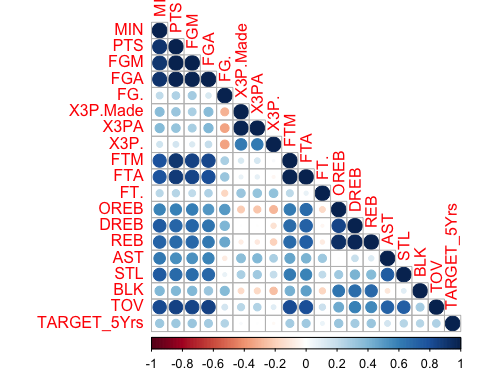 MIN
PTS
FGM
FGA
FG.
X3P.Made
X3PA
X3P.
FTM
FTA
FT.
OREB
DREB
REB
AST
STL
BLK
TOV
TARGET_5Yrs
MI
PTS
FGM
FGA
FG.
X3P.Made
X3PA
X3P.
FTM
FTA
FT.
OREB
DREB
REB
AST
STL
BLK
TOV
TARGET_5Yrs
-1 -0.8 -0.6 -0.4 -0.2 0 0.2 0.4 0.6 0.8 1